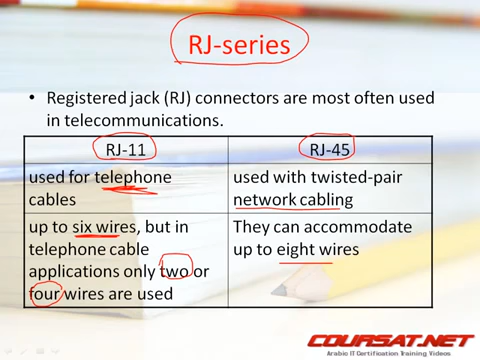 RJ-series
• Registered jack (RJ) connectors are most often used
in telecommunications.
RJ-11
RJ-45
used for telephone
cables
used with twisted-pair
network cabling
up to six wires, but in
telephone cable
applications only two or
four wires are used
They can accommodate
up to eight wires
COURSAT.NET
Arabic IT Certification Training Videos